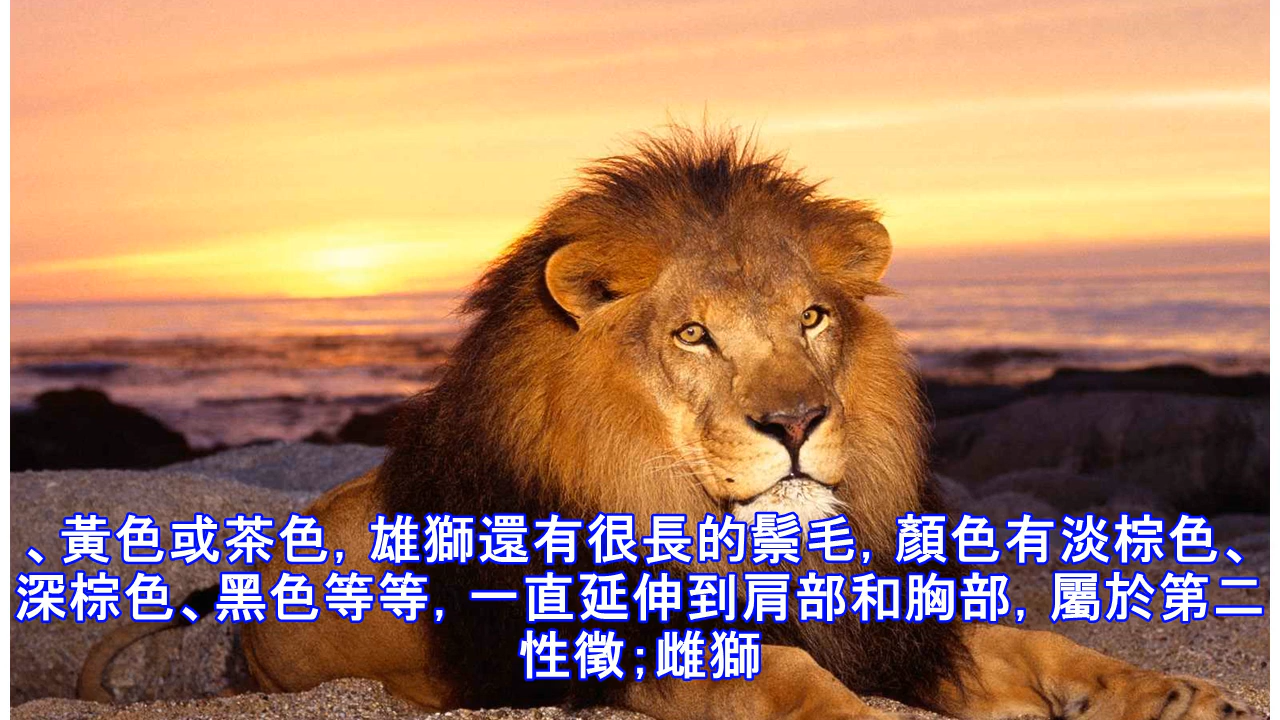 、黃色或茶色, 雄獅還有很長的鬃毛, 顏色有淡棕色、
深棕色、黑色等等, 一直延伸到肩部和胸部, 屬於第二
性徵;雌獅